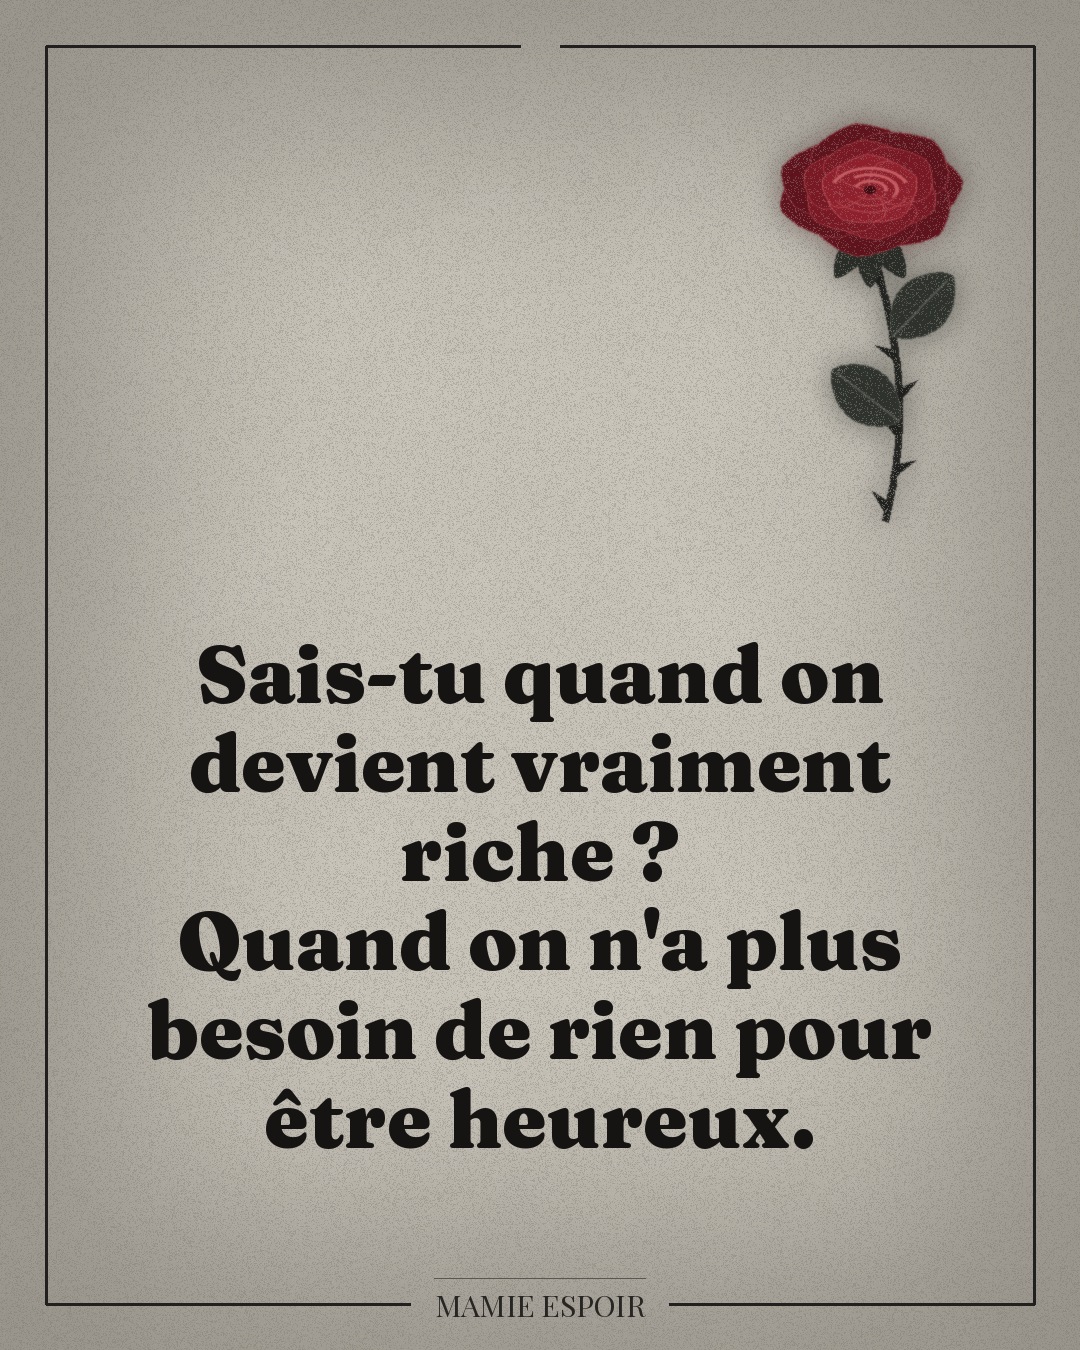 Sais-tu quand on
devient vraiment
riche ?
Quand on n'a plus
besoin de rien pour
être heureux.
MAMIE ESPOIR